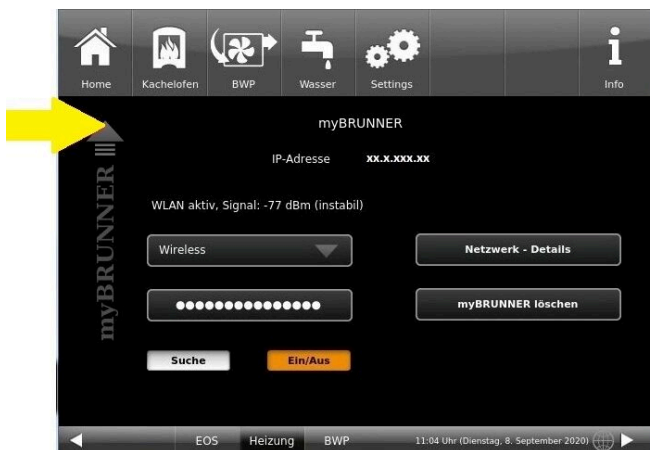 Home Kachelofen BWP Wasser Settings Info
myBRUNNER
myBRUNNER
IP-Adresse xx.x.xxx.xx
WLAN aktiv, Signal: -77 dBm (instabil)
Wireless
Netzwerk - Details
●●●●●●●●●●●●●●●
myBRUNNER löschen
Suche
Ein/Aus
EOS Heizung BWP 11:04 Uhr (Dienstag, 8. September 2020)